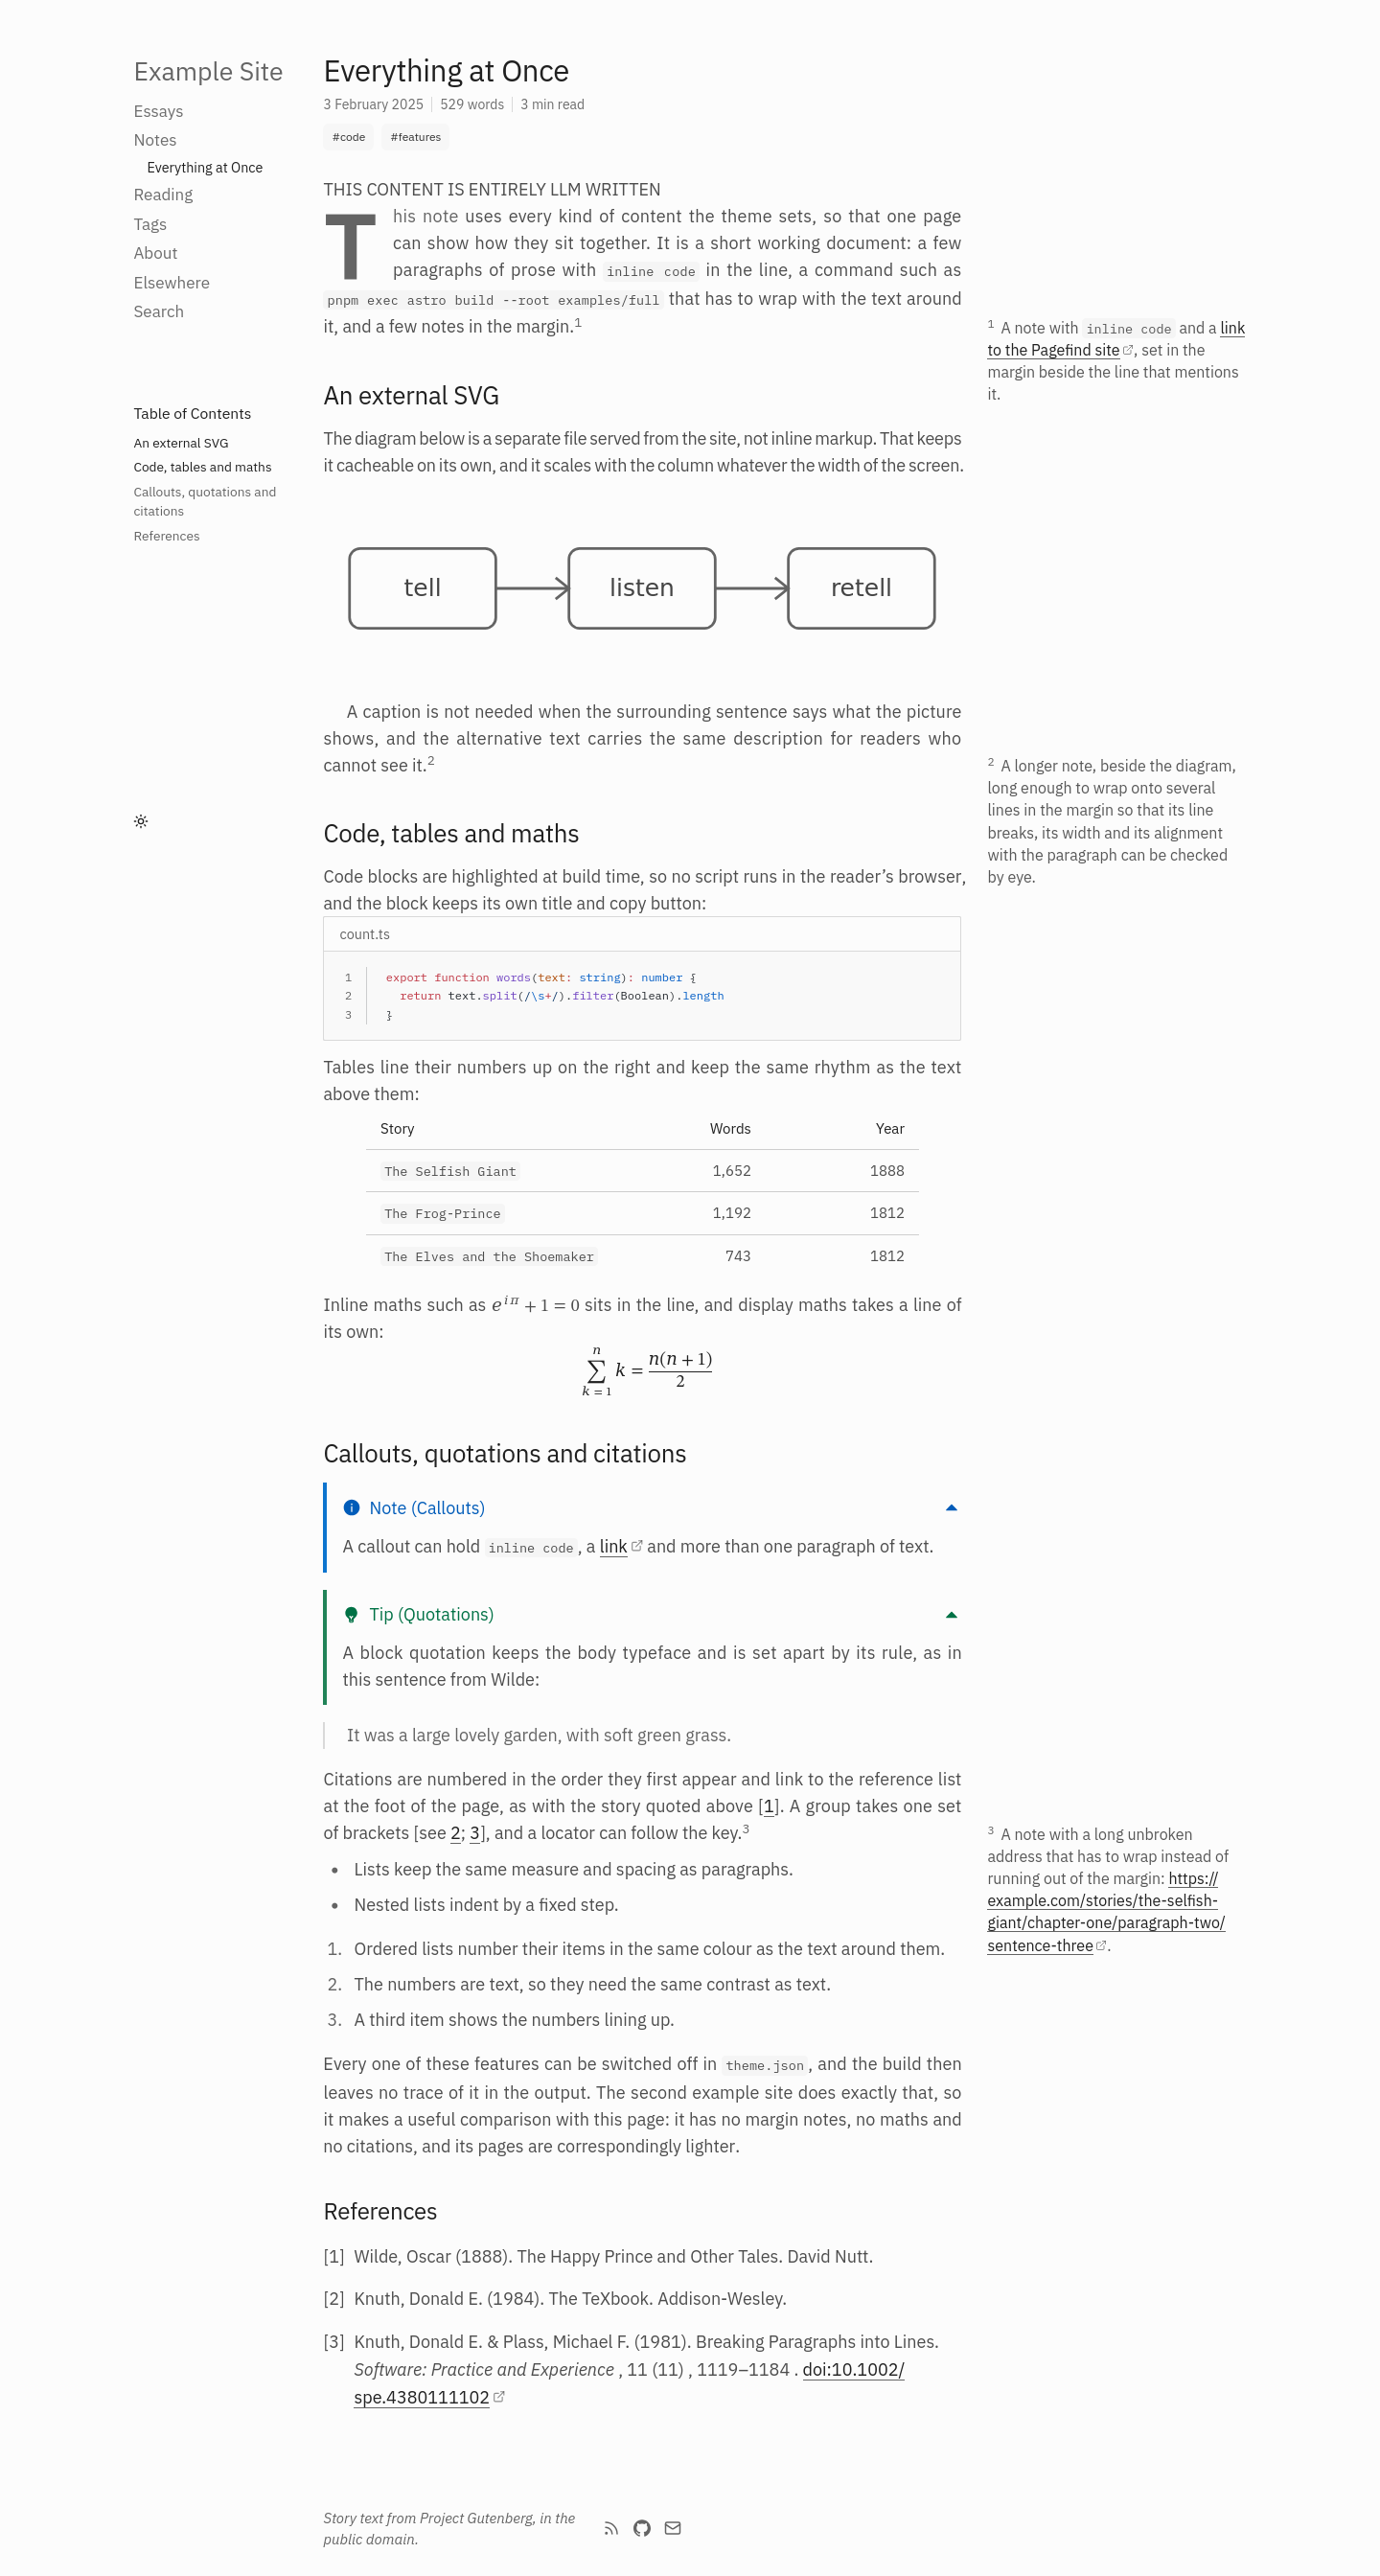 Example Site
Essays
Notes
Everything at Once
Reading
Tags
About
Elsewhere
Search
Table of Contents
An external SVG
Code, tables and maths
Callouts, quotations and
citations
References
Everything at Once
3 February 2025 529 words 3 min read
#code #features
THIS CONTENT IS ENTIRELY LLM WRITTEN
This note uses every kind of content the theme sets, so that one page
can show how they sit together. It is a short working document: a few
paragraphs of prose with inline code in the line, a command such as
pnpm exec astro build --root examples/full that has to wrap with the text around
it, and a few notes in the margin.¹
¹ A note with inline code and a link
to the Pagefind site, set in the
margin beside the line that mentions
it.
An external SVG
The diagram below is a separate file served from the site, not inline markup. That keeps
it cacheable on its own, and it scales with the column whatever the width of the screen.
tell listen retell
A caption is not needed when the surrounding sentence says what the picture
shows, and the alternative text carries the same description for readers who
cannot see it.²
² A longer note, beside the diagram,
long enough to wrap onto several
lines in the margin so that its line
breaks, its width and its alignment
with the paragraph can be checked
by eye.
Code, tables and maths
Code blocks are highlighted at build time, so no script runs in the reader’s browser,
and the block keeps its own title and copy button:
count.ts
1 export function words(text: string): number {
2 return text.split(/\s+/).filter(Boolean).length
3 }
Tables line their numbers up on the right and keep the same rhythm as the text
above them:
Story Words Year
The Selfish Giant 1,652 1888
The Frog-Prince 1,192 1812
The Elves and the Shoemaker 743 1812
Inline maths such as e^{iπ} + 1 = 0 sits in the line, and display maths takes a line of
its own:
n
∑ k = n(n + 1)
2
k = 1
Callouts, quotations and citations
Note (Callouts)
A callout can hold inline code, a link and more than one paragraph of text.
Tip (Quotations)
A block quotation keeps the body typeface and is set apart by its rule, as in
this sentence from Wilde:
It was a large lovely garden, with soft green grass.
Citations are numbered in the order they first appear and link to the reference list
at the foot of the page, as with the story quoted above [1]. A group takes one set
of brackets [see 2; 3], and a locator can follow the key.³
³ A note with a long unbroken
address that has to wrap instead of
running out of the margin: https://
example.com/stories/the-selfish-
giant/chapter-one/paragraph-two/
sentence-three.
• Lists keep the same measure and spacing as paragraphs.
• Nested lists indent by a fixed step.
1. Ordered lists number their items in the same colour as the text around them.
2. The numbers are text, so they need the same contrast as text.
3. A third item shows the numbers lining up.
Every one of these features can be switched off in theme.json, and the build then
leaves no trace of it in the output. The second example site does exactly that, so
it makes a useful comparison with this page: it has no margin notes, no maths and
no citations, and its pages are correspondingly lighter.
References
[1] Wilde, Oscar (1888). The Happy Prince and Other Tales. David Nutt.
[2] Knuth, Donald E. (1984). The TeXbook. Addison-Wesley.
[3] Knuth, Donald E. & Plass, Michael F. (1981). Breaking Paragraphs into Lines.
Software: Practice and Experience , 11 (11) , 1119–1184 . doi:10.1002/
spe.4380111102
Story text from Project Gutenberg, in the
public domain.